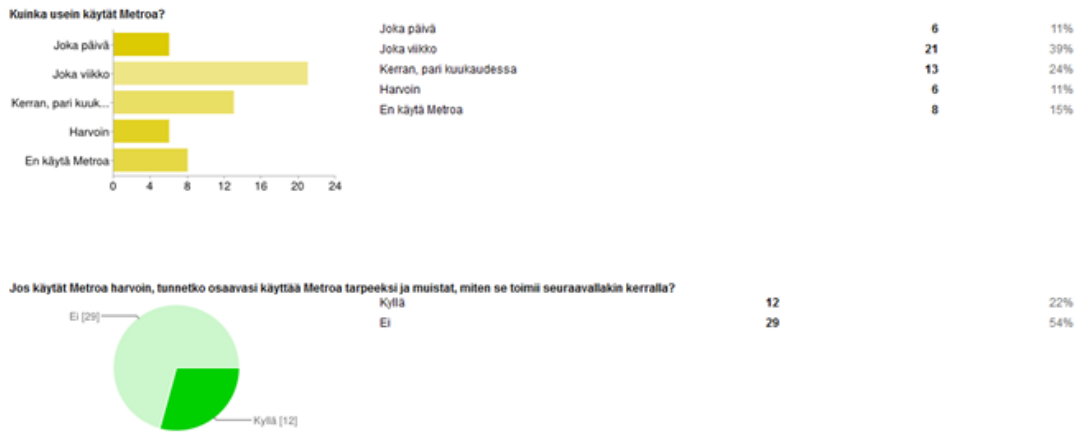 Kuinka usein käytät Metroa?
Joka päivä
Joka viikko
Kerran, pari kuuk...
Harvoin
En käytä Metroa
0 4 8 12 16 20 24
Joka päivä 6 11%
Joka viikko 21 39%
Kerran, pari kuukaudessa 13 24%
Harvoin 6 11%
En käytä Metroa 8 15%
Jos käytät Metroa harvoin, tunnetko osaavasi käyttää Metroa tarpeeksi ja muistat, miten se toimii seuraavallakin kerralla?
Ei [29]
Kyllä [12]
Kyllä 12 22%
Ei 29 54%